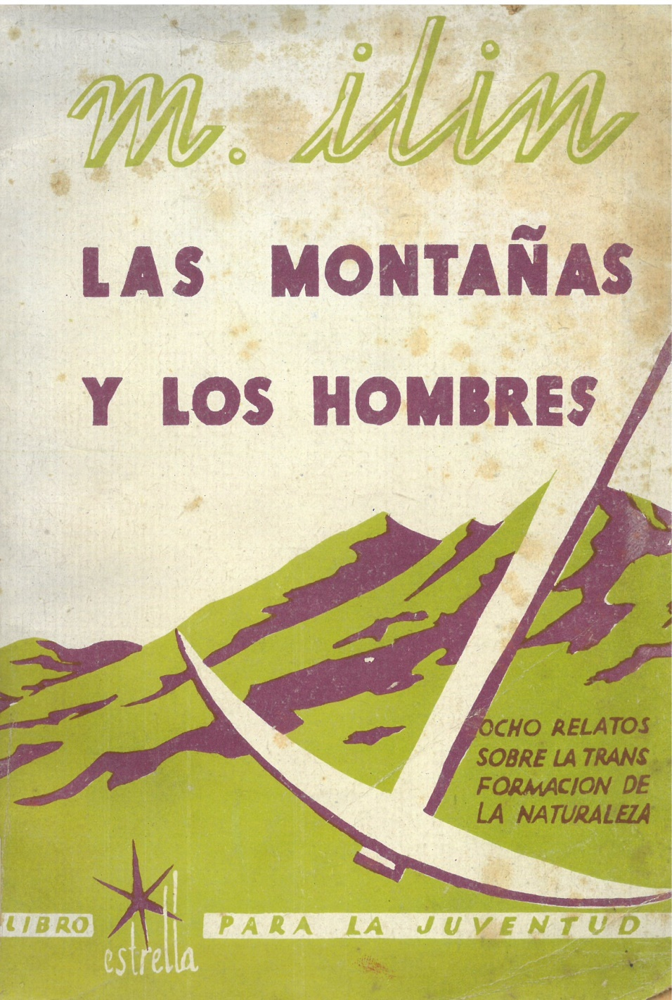 m. ilin
LAS MONTAÑAS
Y LOS HOMBRES
OCHO RELATOS
SOBRE LA TRANS
FORMACION DE
LA NATURALEZA
LIBRO estrella PARA LA JUVENTUD